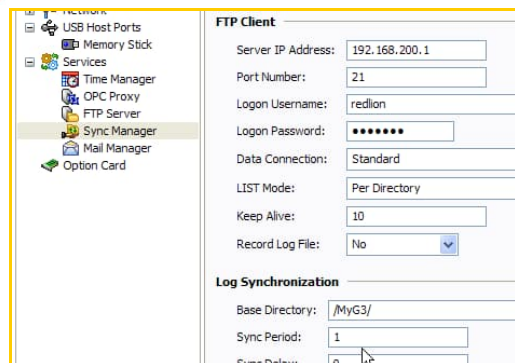 USB Host Ports
Memory Stick
Services
Time Manager
OPC Proxy
FTP Server
Sync Manager
Mail Manager
Option Card
FTP Client
Server IP Address: 192.168.200.1
Port Number: 21
Logon Username: redlion
Logon Password: •••••••
Data Connection: Standard
LIST Mode: Per Directory
Keep Alive: 10
Record Log File: No
Log Synchronization
Base Directory: /MyG3/
Sync Period: 1